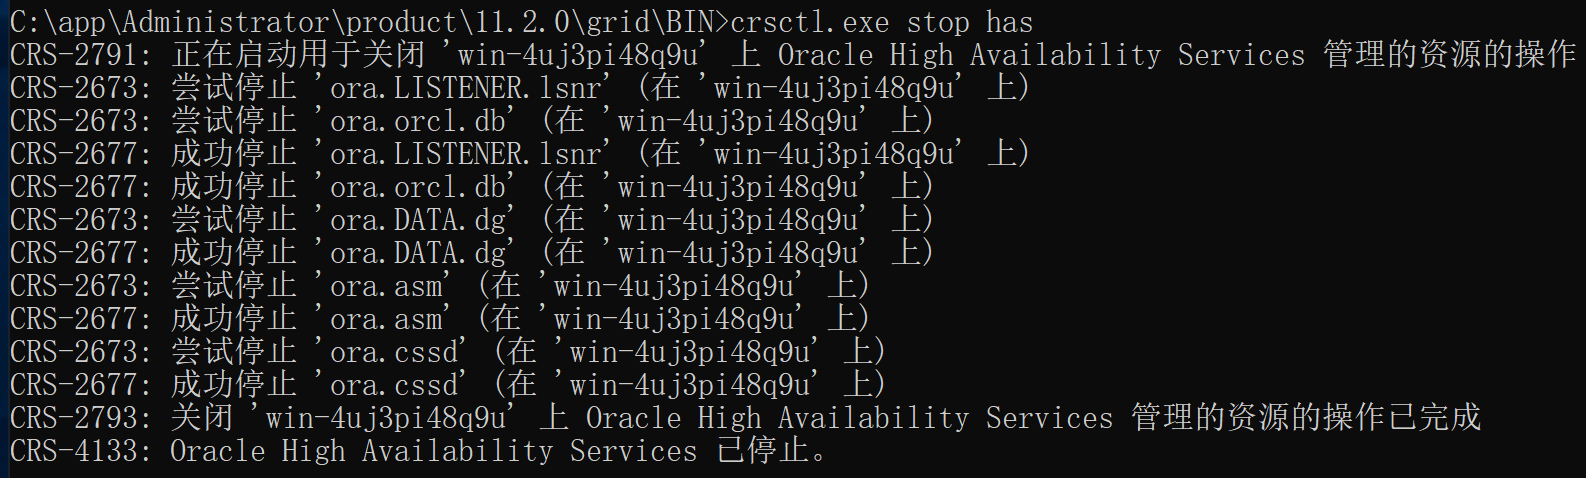 C:\app\Administrator\product\11.2.0\grid\BIN>crsctl.exe stop has
CRS-2791: 正在启动用于关闭 'win-4uj3pi48q9u' 上 Oracle High Availability Services 管理的资源的操作
CRS-2673: 尝试停止 'ora.LISTENER.lsnr' (在 'win-4uj3pi48q9u' 上)
CRS-2673: 尝试停止 'ora.orcl.db' (在 'win-4uj3pi48q9u' 上)
CRS-2677: 成功停止 'ora.LISTENER.lsnr' (在 'win-4uj3pi48q9u' 上)
CRS-2677: 成功停止 'ora.orcl.db' (在 'win-4uj3pi48q9u' 上)
CRS-2673: 尝试停止 'ora.DATA.dg' (在 'win-4uj3pi48q9u' 上)
CRS-2677: 成功停止 'ora.DATA.dg' (在 'win-4uj3pi48q9u' 上)
CRS-2673: 尝试停止 'ora.asm' (在 'win-4uj3pi48q9u' 上)
CRS-2677: 成功停止 'ora.asm' (在 'win-4uj3pi48q9u' 上)
CRS-2673: 尝试停止 'ora.cssd' (在 'win-4uj3pi48q9u' 上)
CRS-2677: 成功停止 'ora.cssd' (在 'win-4uj3pi48q9u' 上)
CRS-2793: 关闭 'win-4uj3pi48q9u' 上 Oracle High Availability Services 管理的资源的操作已完成
CRS-4133: Oracle High Availability Services 已停止。